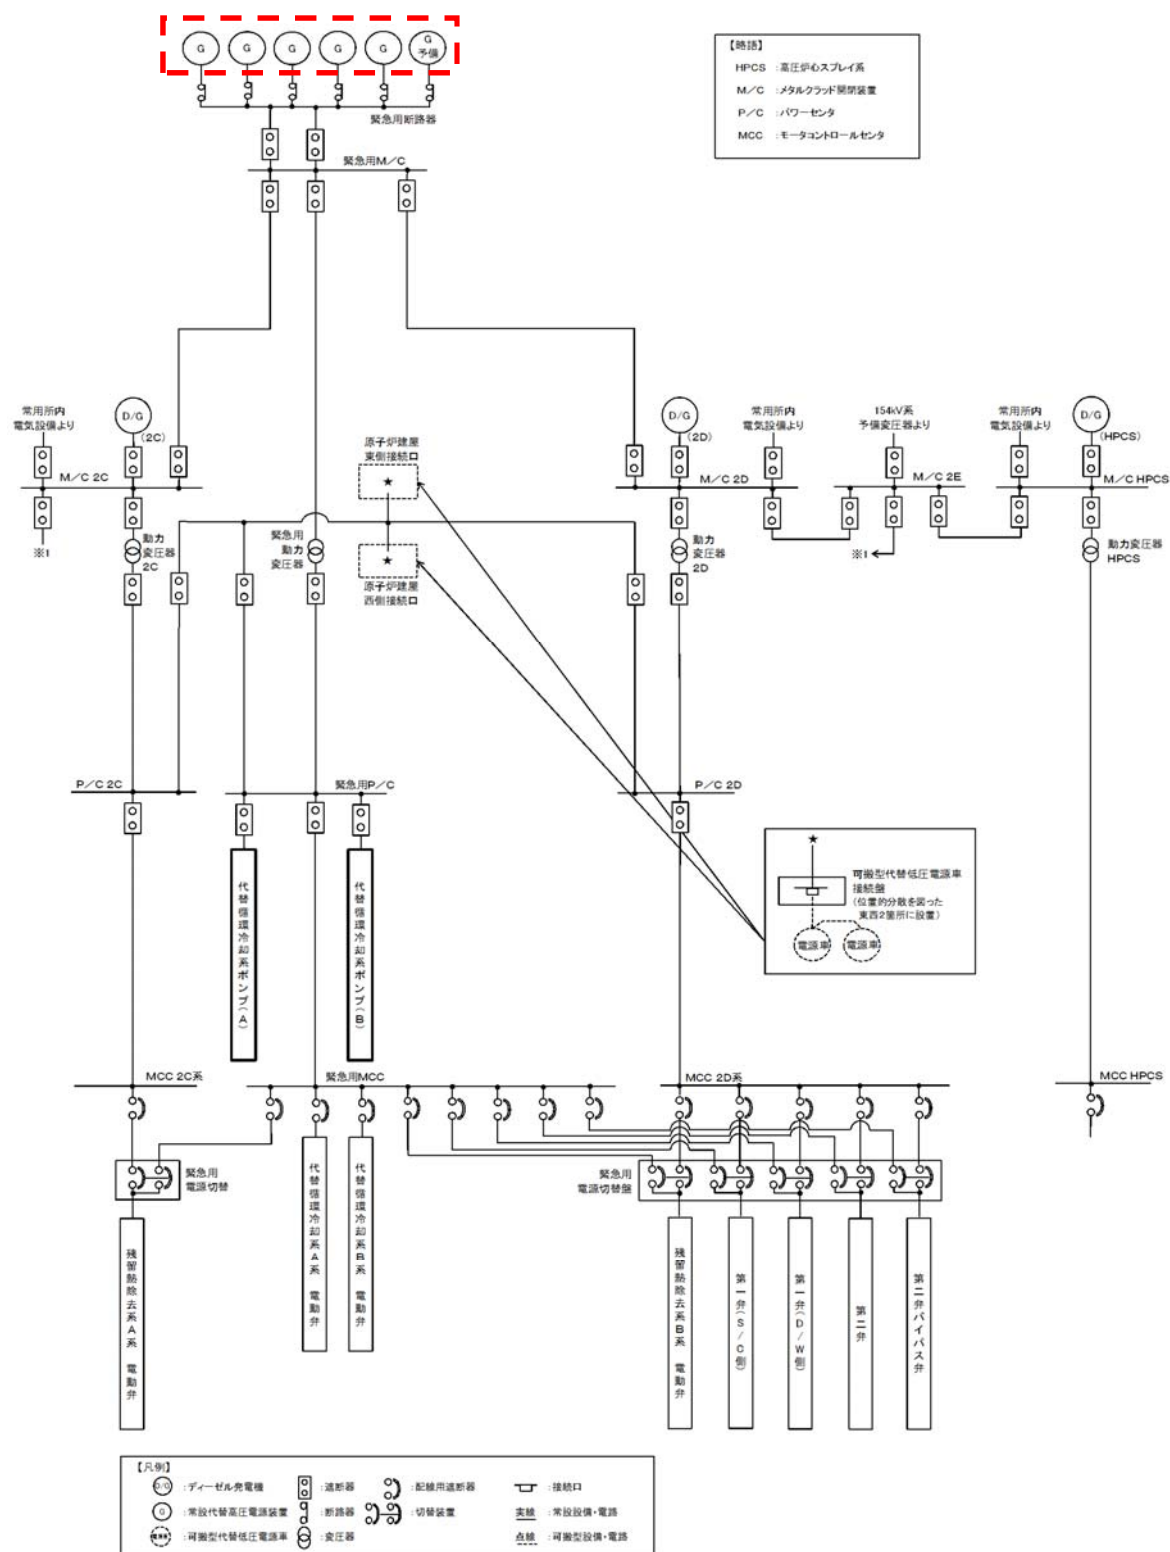 G
G
G
G
G
G
予備
緊急用断路器
緊急用M／C
【略語】
HPCS ：高圧炉心スプレイ系
M／C ：メタルクラッド開閉装置
P／C ：パワーセンタ
MCC ：モータコントロールセンタ
常用所内
電気設備より
D/G
(2C)
M／C 2C
※1
動力
変圧器
2C
原子炉建屋
東側接続口
★
緊急用
動力
変圧器
★
原子炉建屋
西側接続口
D/G
(2D)
M／C 2D
動力
変圧器
2D
常用所内
電気設備より
154kV系
予備変圧器より
M／C 2E
※1
常用所内
電気設備より
D/G
(HPCS)
M／C HPCS
動力変圧器
HPCS
P／C 2C
緊急用P／C
P／C 2D
代替循環冷却系ポンプ(A)
代替循環冷却系ポンプ(B)
★
可搬型代替低圧電源車
接続盤
(位置的分散を図った
東西2箇所に設置)
電源車
電源車
MCC 2C系
緊急用MCC
MCC 2D系
MCC HPCS
緊急用
電源切替
緊急用
電源切替盤
残留熱除去系A系 電動弁
代替循環冷却系A系 電動弁
代替循環冷却系B系 電動弁
残留熱除去系B系 電動弁
第一弁(S/C側)
第一弁(D/W側)
第二弁
第二弁バイパス弁
【凡例】
D/G ：ディーゼル発電機
：遮断器
：配線用遮断器
：接続口
G ：常設代替高圧電源装置
：断路器
：切替装置
実線 ：常設設備・電路
電源車 ：可搬型代替低圧電源車
：変圧器
点線 ：可搬型設備・電路